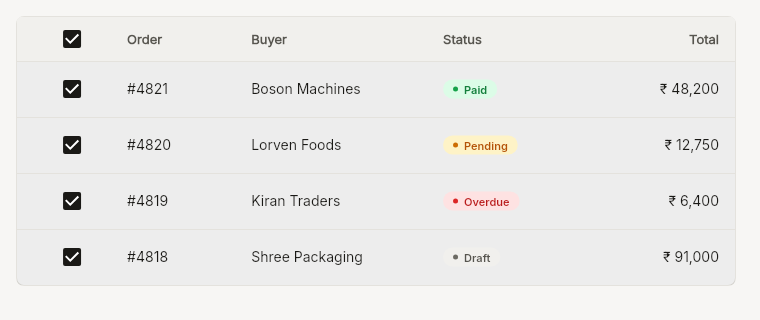 Order Buyer Status Total
#4821 Boson Machines Paid ₹ 48,200
#4820 Lorven Foods Pending ₹ 12,750
#4819 Kiran Traders Overdue ₹ 6,400
#4818 Shree Packaging Draft ₹ 91,000